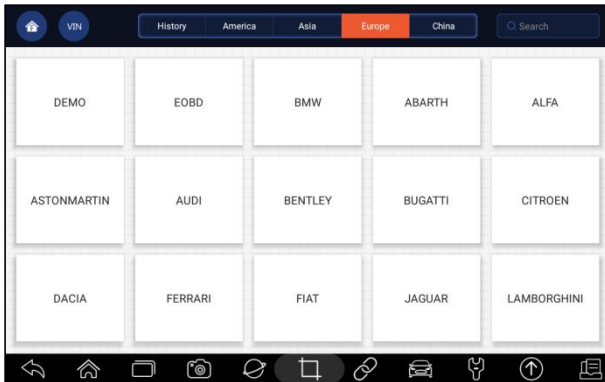 VIN
History America Asia Europe China
Search
DEMO EOBD BMW ABARTH ALFA
ASTONMARTIN AUDI BENTLEY BUGATTI CITROEN
DACIA FERRARI FIAT JAGUAR LAMBORGHINI